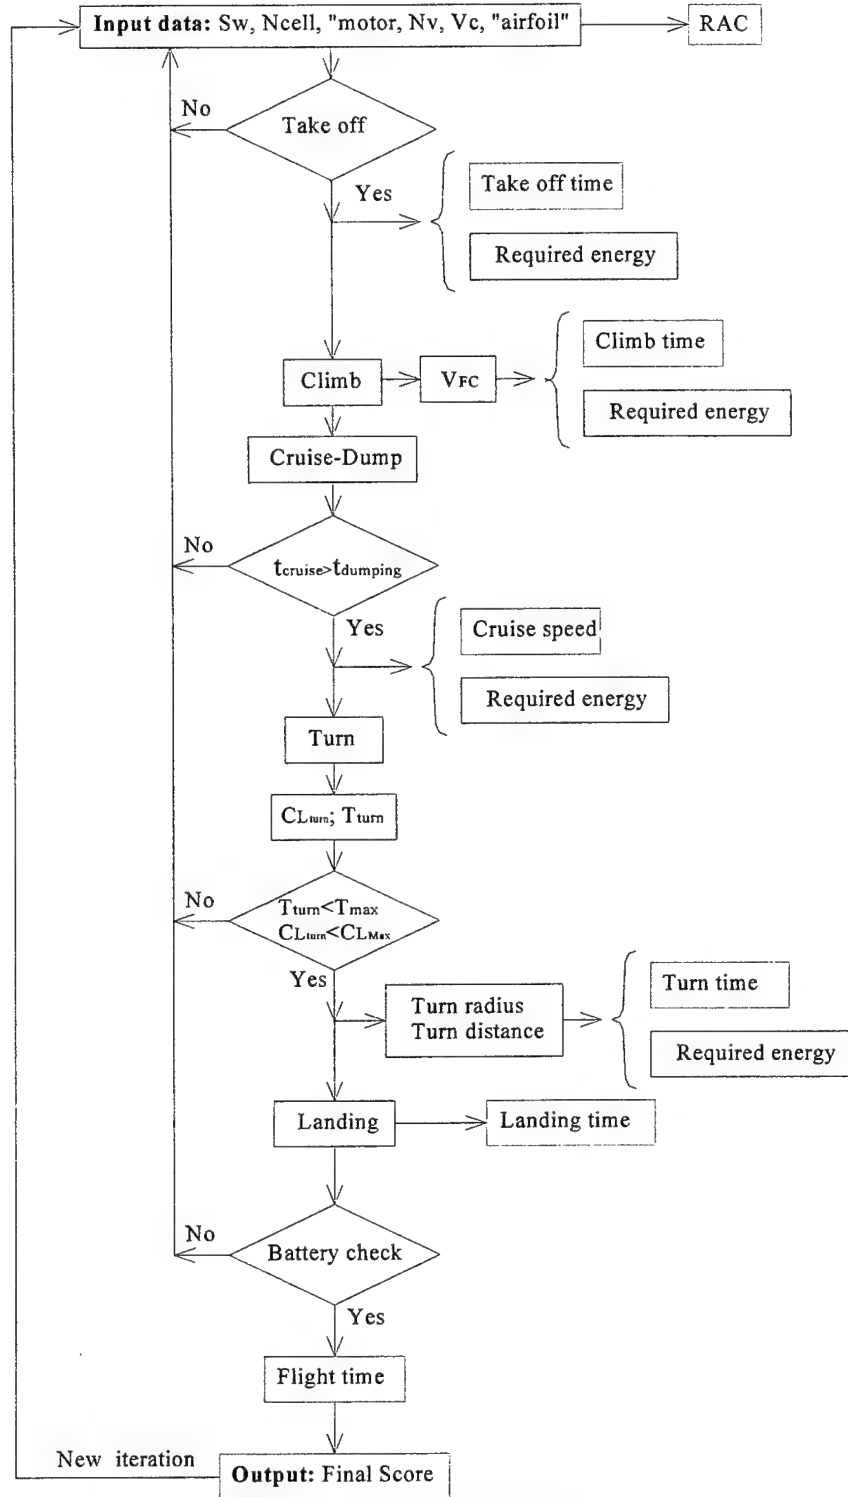 Input data: Sw, Ncell, "motor, Nv, Vc, "airfoil"
RAC
No
Take off
Yes
Take off time
Required energy
Climb
VFC
Climb time
Required energy
Cruise-Dump
No
tcruise>tdumping
Yes
Cruise speed
Required energy
Turn
CLturn; Tturn
No
Tturn<Tmax
CLturn<CLMax
Yes
Turn radius
Turn distance
Turn time
Required energy
Landing
Landing time
No
Battery check
Yes
Flight time
New iteration
Output: Final Score